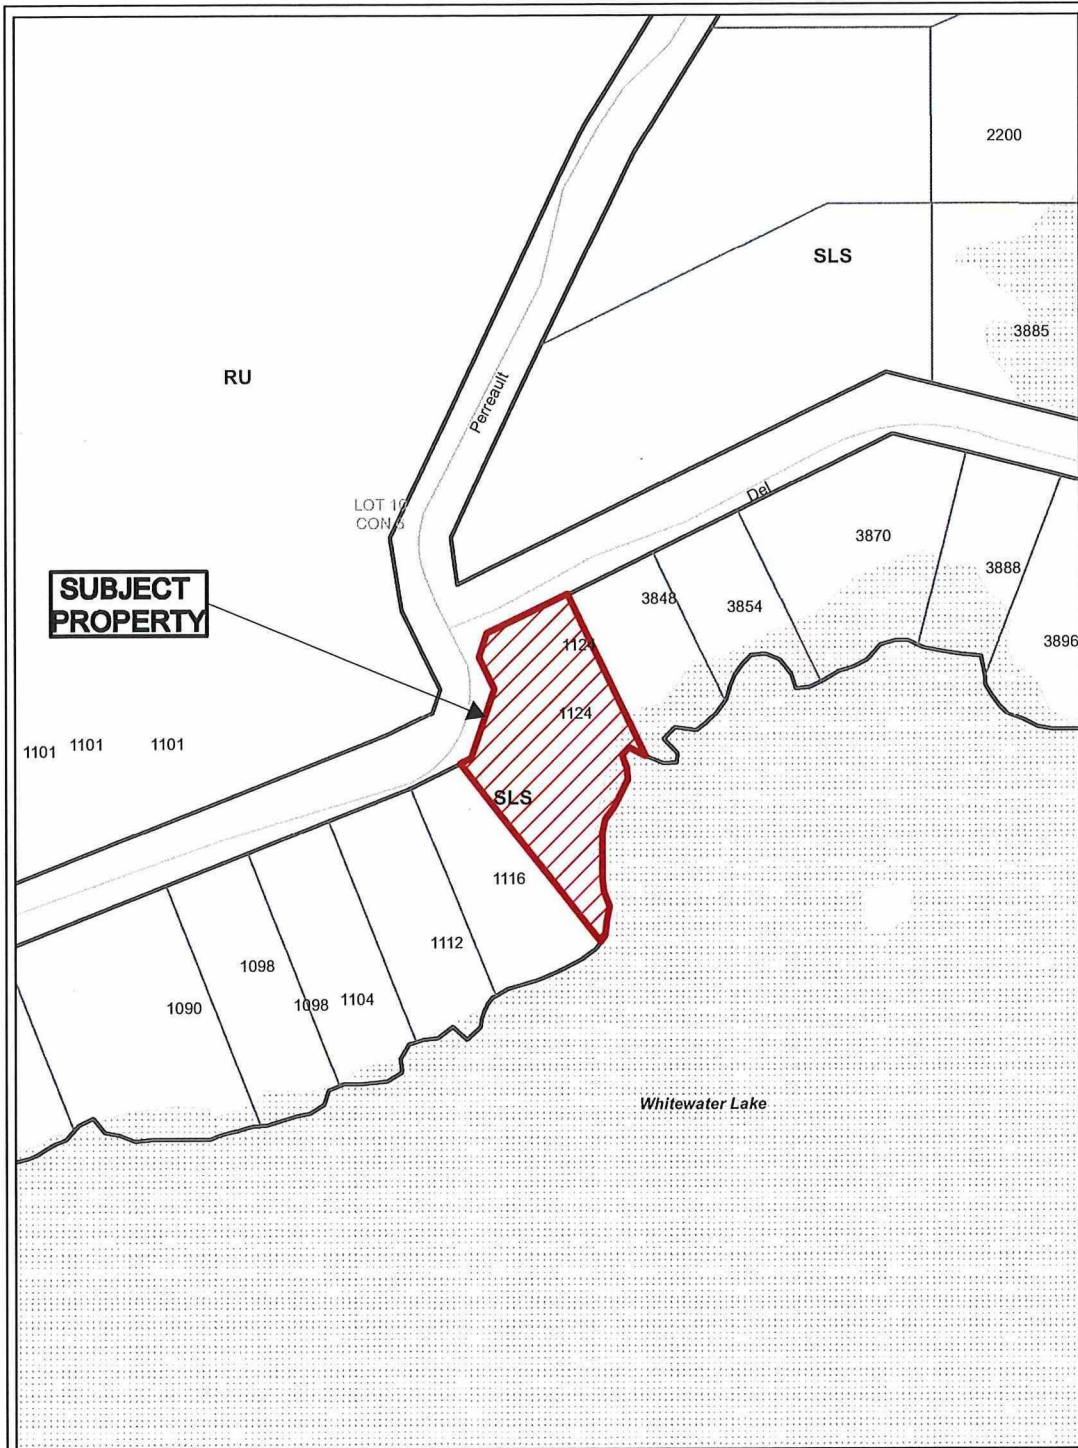 2200
SLS
3885
RU
Perreault
LOT 10
CON 5
Del
3870
3888
3896
SUBJECT
PROPERTY
3848
3854
1124
1124
1101
1101
1101
SLS
1116
1112
1098
1098
1104
1090
Whitewater Lake